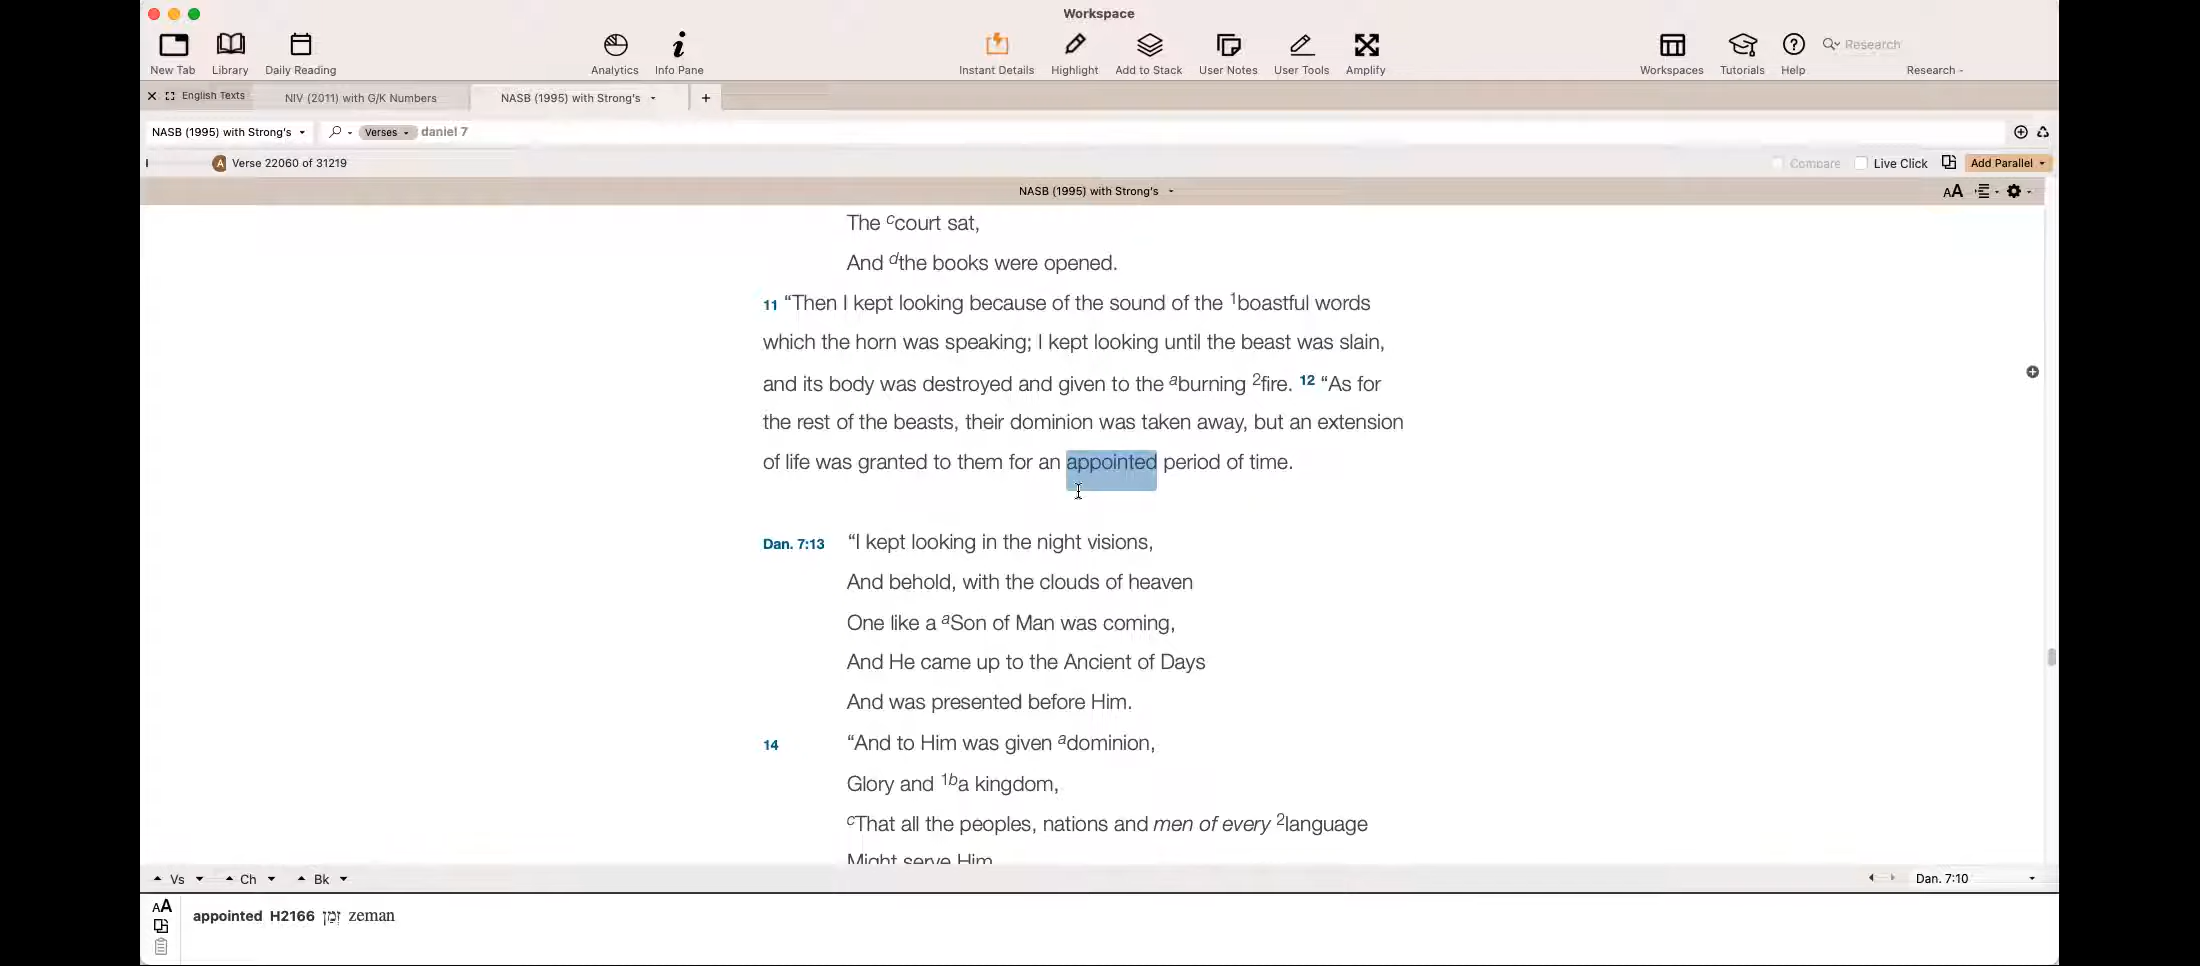 Workspace
New Tab Library Daily Reading Analytics Info Pane Instant Details Highlight Add to Stack User Notes User Tools Amplify Workspaces Tutorials Help Research Research
English Texts NIV (2011) with G/K Numbers NASB (1995) with Strong's +
NASB (1995) with Strong's Verses daniel 7
A Verse 22060 of 31219 Compare Live Click Add Parallel
NASB (1995) with Strong's AA
The ccourt sat,
And dthe books were opened.
11 “Then I kept looking because of the sound of the 1boastful words
which the horn was speaking; I kept looking until the beast was slain,
and its body was destroyed and given to the aburning 2fire. 12 “As for
the rest of the beasts, their dominion was taken away, but an extension
of life was granted to them for an appointed period of time.
Dan. 7:13 “I kept looking in the night visions,
And behold, with the clouds of heaven
One like a aSon of Man was coming,
And He came up to the Ancient of Days
And was presented before Him.
14 “And to Him was given adominion,
Glory and 1ba kingdom,
cThat all the peoples, nations and men of every 2language
Might serve Him
Vs Ch Bk Dan. 7:10
AA appointed H2166 זְמָן zeman